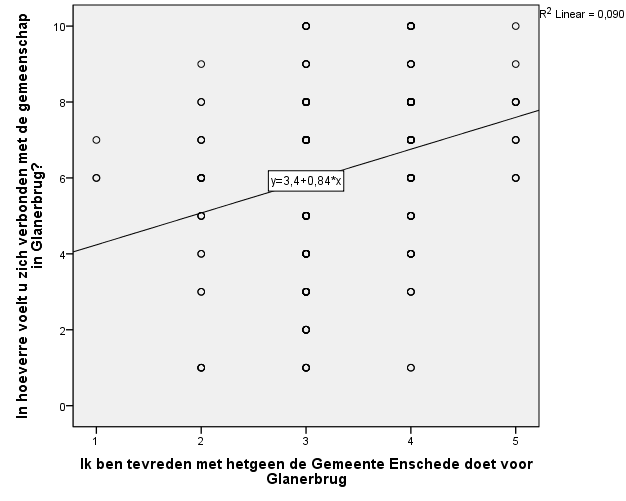 R² Linear = 0,090
In hoeverre voelt u zich verbonden met de gemeenschap
in Glanerbrug?
10
8
6
4
2
0
y=3,4+0,84*x
1 2 3 4 5
Ik ben tevreden met hetgeen de Gemeente Enschede doet voor
Glanerbrug